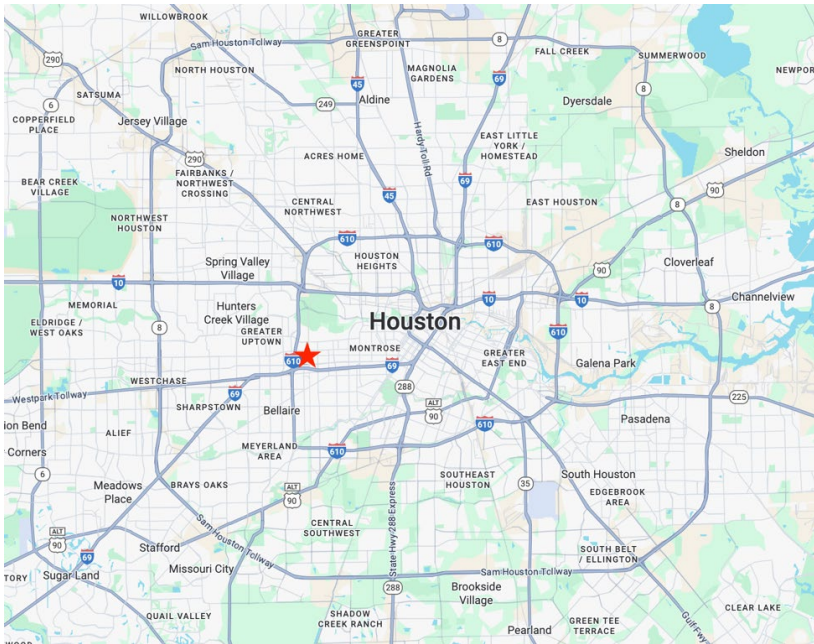 WILLOWBROOK
GREATER
GREENSPOINT
Sam Houston Tollway
8
FALL CREEK
SUMMERWOOD
290
NORTH HOUSTON
MAGNOLIA
GARDENS
69
NEWPOR
SATSUMA
45
8
6
249
Aldine
Dyersdale
COPPERFIELD
PLACE
Jersey Village
Hardy Toll Rd
EAST LITTLE
YORK /
HOMESTEAD
290
ACRES HOME
Sheldon
FAIRBANKS /
NORTHWEST
CROSSING
69
BEAR CREEK
VILLAGE
45
90
CENTRAL
NORTHWEST
EAST HOUSTON
8
NORTHWEST
HOUSTON
610
610
HOUSTON
HEIGHTS
Spring Valley
Village
90
Cloverleaf
10
10
10
Channelview
MEMORIAL
Hunters
Creek Village
8
ELDRIDGE /
WEST OAKS
8
Houston
GREATER
UPTOWN
610
MONTROSE
GREATER
EAST END
610
69
Galena Park
WESTCHASE
288
Westpark Tollway
69
225
SHARPSTOWN
Bellaire
ALT
90
Pasadena
ion Bend
ALIEF
610
Corners
MEYERLAND
AREA
610
6
SOUTHEAST
HOUSTON
South Houston
Meadows
Place
BRAYS OAKS
ALT
90
35
EDGEBROOK
AREA
State Hwy 288 Express
ALT
90
Sam Houston Tollway
CENTRAL
SOUTHWEST
Stafford
69
SOUTH BELT
/ ELLINGTON
Missouri City
Sam Houston Tollway
TORY
Sugar Land
288
Brookside
Village
CLEAR LAKE
QUAIL VALLEY
SHADOW
CREEK RANCH
Gulf Fwy
GREEN TEE
TERRACE
Pearland